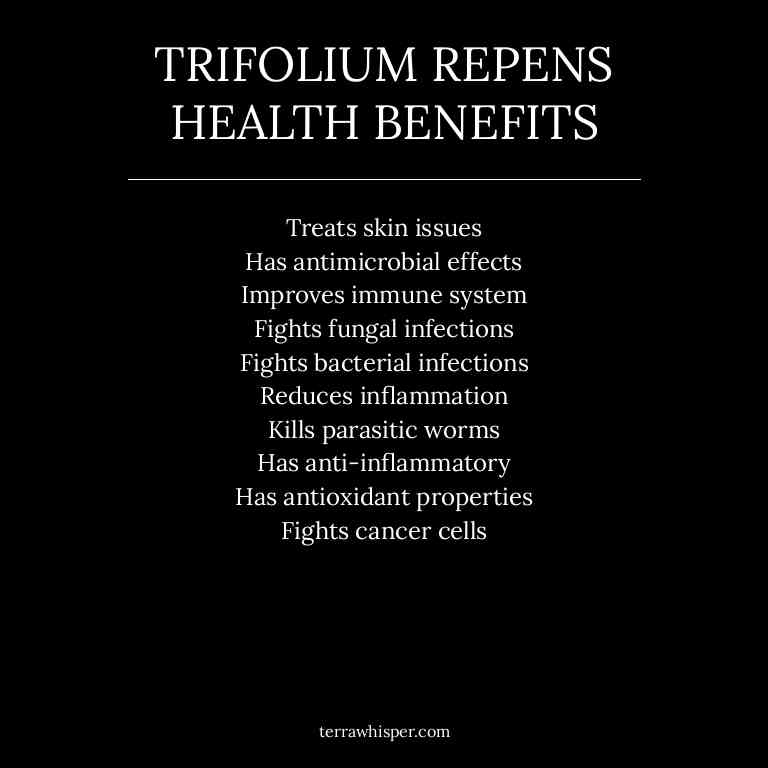 TRIFOLIUM REPENS
HEALTH BENEFITS
Treats skin issues
Has antimicrobial effects
Improves immune system
Fights fungal infections
Fights bacterial infections
Reduces inflammation
Kills parasitic worms
Has anti-inflammatory
Has antioxidant properties
Fights cancer cells
terrawhisper.com